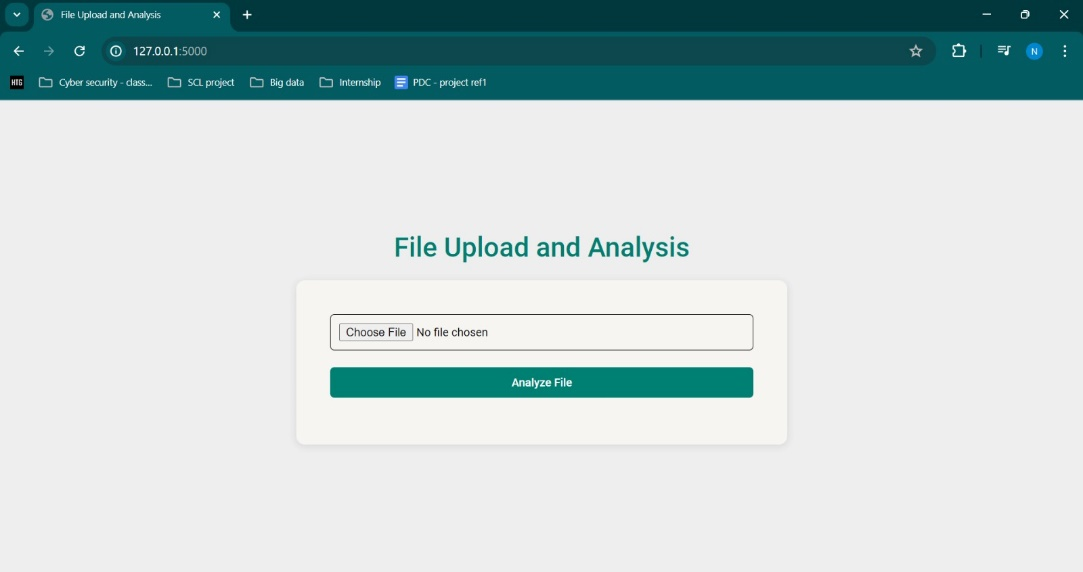 File Upload and Analysis
127.0.0.1:5000
N
HTG
Cyber security - class...
SCL project
Big data
Internship
PDC - project ref1
File Upload and Analysis
Choose File No file chosen
Analyze File